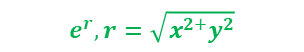 eʳ, r = √x²⁺y²